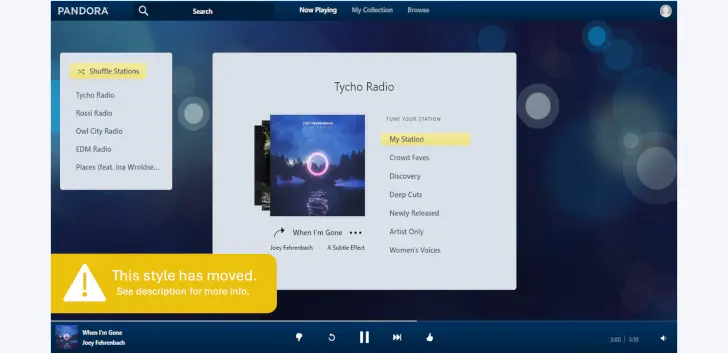 PANDORA
Search
Now Playing
My Collection
Browse
Shuffle Stations
Tycho Radio
Rossi Radio
Owl City Radio
EDM Radio
Places (feat. Ina Wroldse...
Tycho Radio
TUNE YOUR STATION
My Station
Crowd Faves
Discovery
Deep Cuts
Newly Released
Artist Only
Women's Voices
When I'm Gone
Joey Fehrenbach
A Subtle Effect
This style has moved.
See description for more info.
When I'm Gone
Joey Fehrenbach
3:00 | 5:10